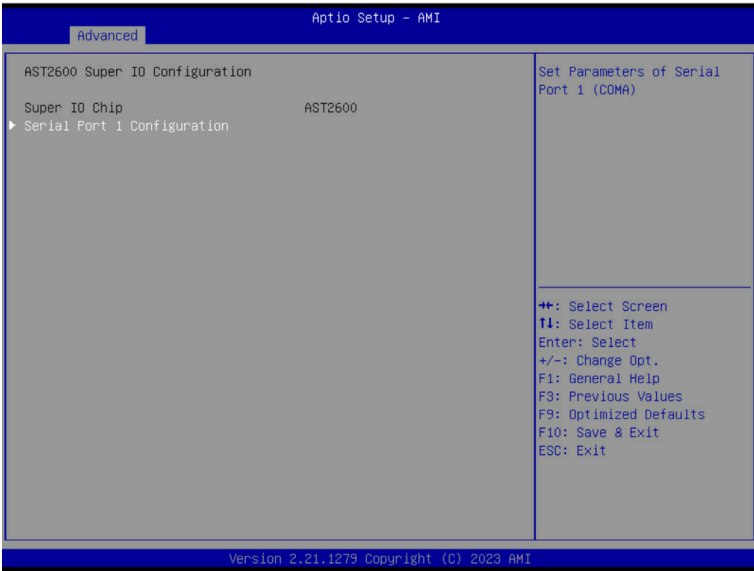 Aptio Setup - AMI
Advanced
AST2600 Super IO Configuration
Super IO Chip AST2600
Serial Port 1 Configuration
Set Parameters of Serial
Port 1 (COMA)
→←: Select Screen
↑↓: Select Item
Enter: Select
+/-: Change Opt.
F1: General Help
F3: Previous Values
F9: Optimized Defaults
F10: Save & Exit
ESC: Exit
Version 2.21.1279 Copyright (C) 2023 AMI